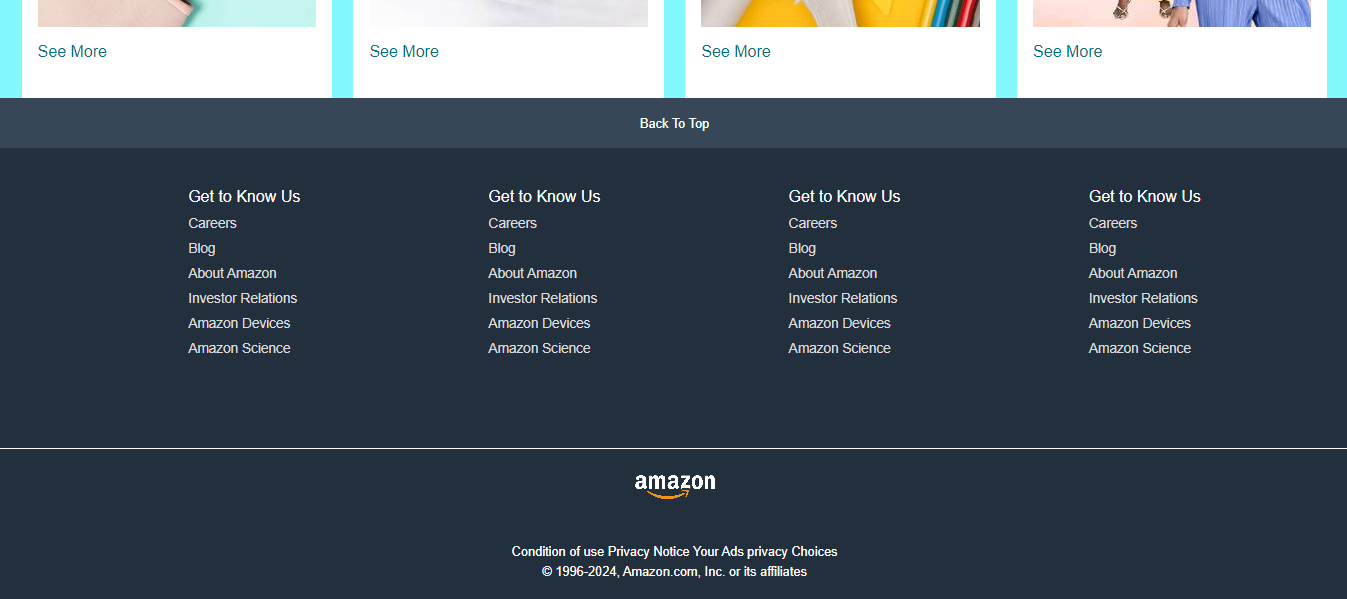 See More
See More
See More
See More
Back To Top
Get to Know Us
Careers
Blog
About Amazon
Investor Relations
Amazon Devices
Amazon Science
Get to Know Us
Careers
Blog
About Amazon
Investor Relations
Amazon Devices
Amazon Science
Get to Know Us
Careers
Blog
About Amazon
Investor Relations
Amazon Devices
Amazon Science
Get to Know Us
Careers
Blog
About Amazon
Investor Relations
Amazon Devices
Amazon Science
amazon
Condition of use Privacy Notice Your Ads privacy Choices
© 1996-2024, Amazon.com, Inc. or its affiliates